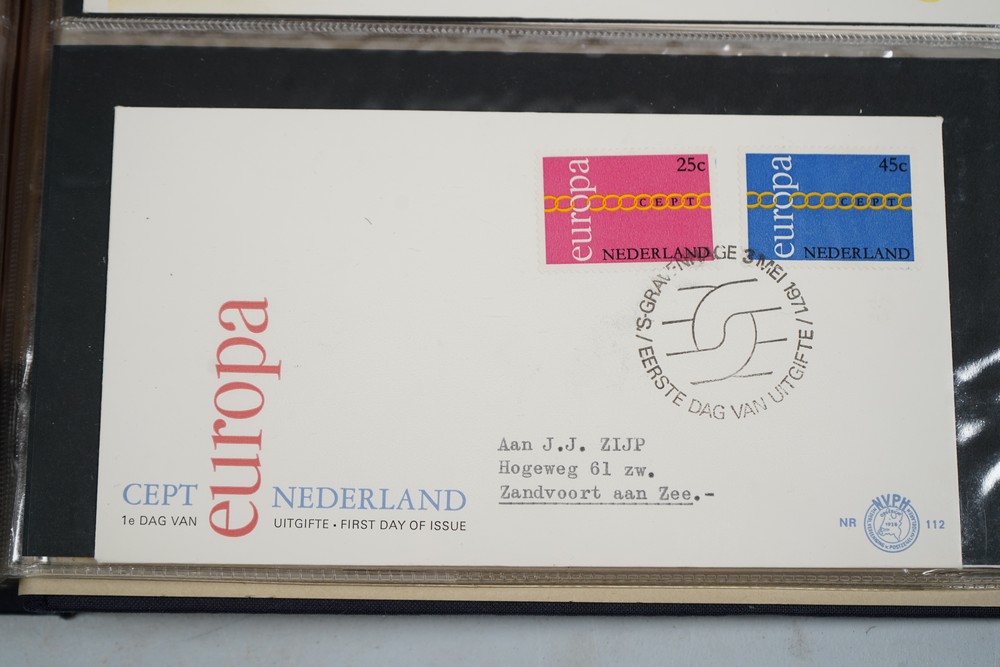 25c
europa
CEPT
NEDERLAND
45c
europa
CEPT
NEDERLAND
'S-GRAVENHAGE 3 MEI 1971 /
EERSTE DAG VAN UITGIFTE /
europa
CEPT NEDERLAND
1e DAG VAN UITGIFTE • FIRST DAY OF ISSUE
Aan J.J. ZIJP
Hogeweg 61 zw.
Zandvoort aan Zee.-
NR NVPH 112
1928